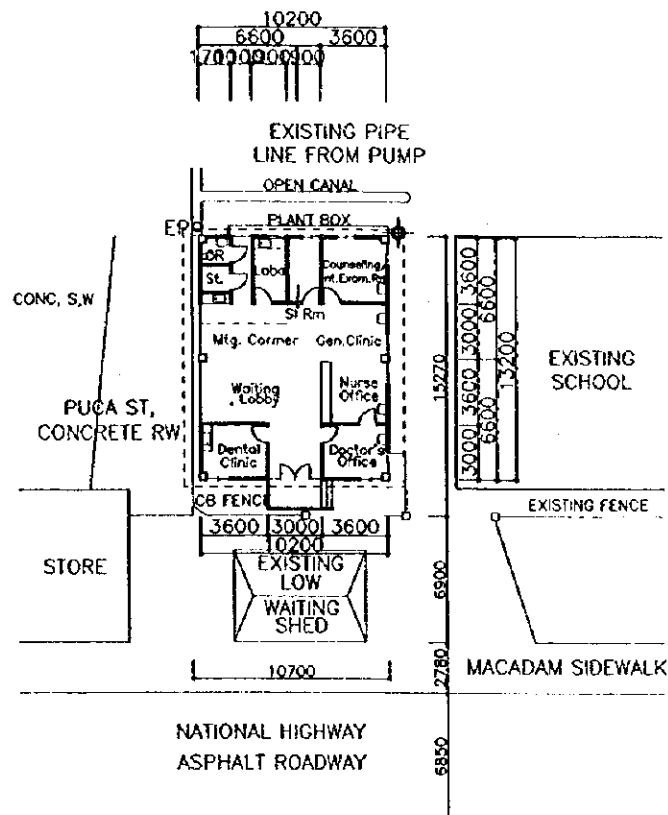 10200
6600 3600
EXISTING PIPE
LINE FROM PUMP
OPEN CANAL
PLANT BOX
EP
CR
Labo
Counseling
St.
St Rm
CONC, S,W
Mtg. Corner
Gen. Clinic
Waiting
Lobby
Nurse
Office
PUCA ST,
CONCRETE RW
Dental
Clinic
Doctor's
Office
CB FENCE
3600 3000 3600
10200
EXISTING
LOW
WAITING
SHED
STORE
10700
3600
3000
3600
3000
6600
6600
13200
EXISTING
SCHOOL
EXISTING FENCE
6900
2780
6850
MACADAM SIDEWALK
NATIONAL HIGHWAY
ASPHALT ROADWAY